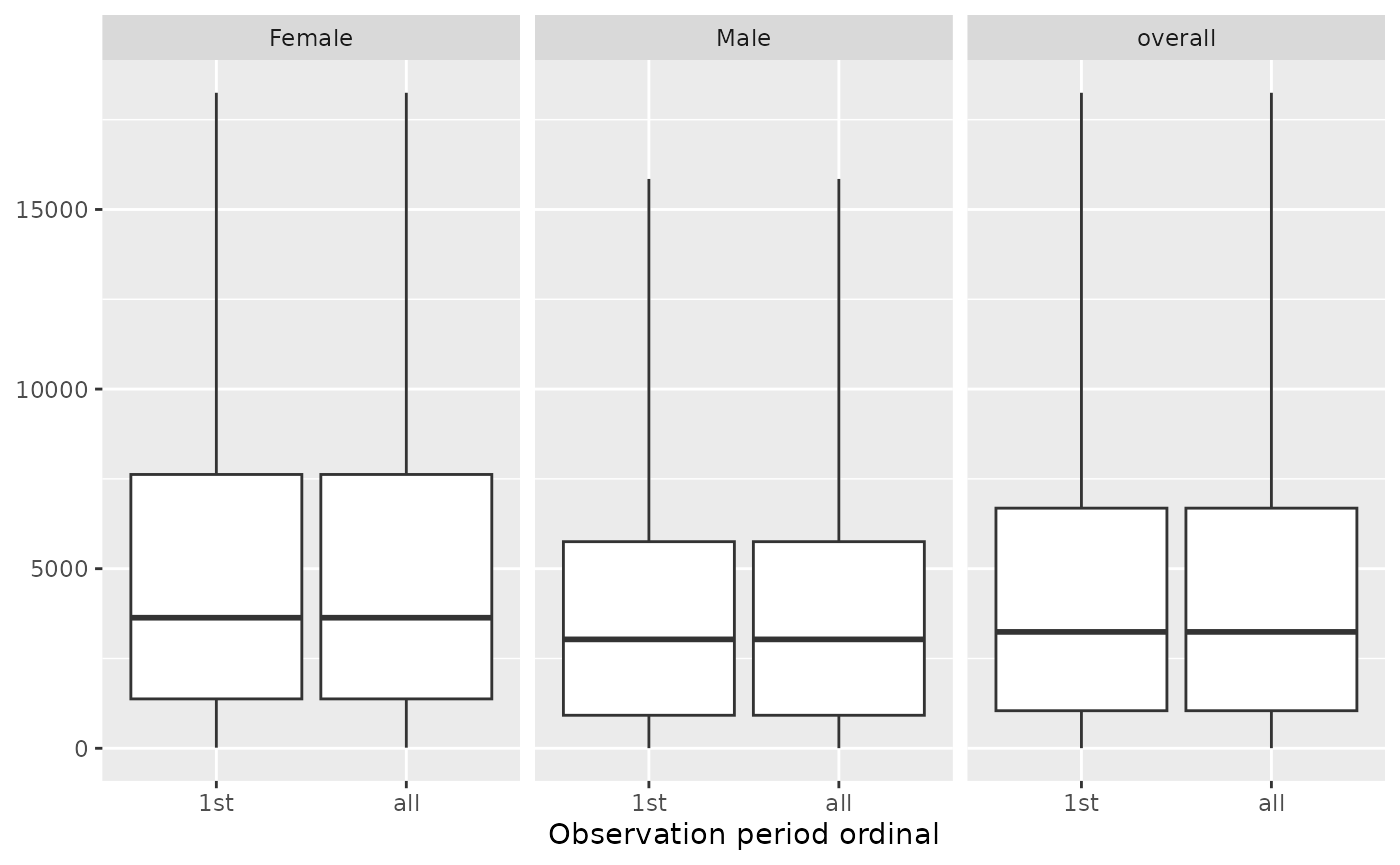 Female Male overall
15000
10000
5000
0
1st all 1st all 1st all
Observation period ordinal